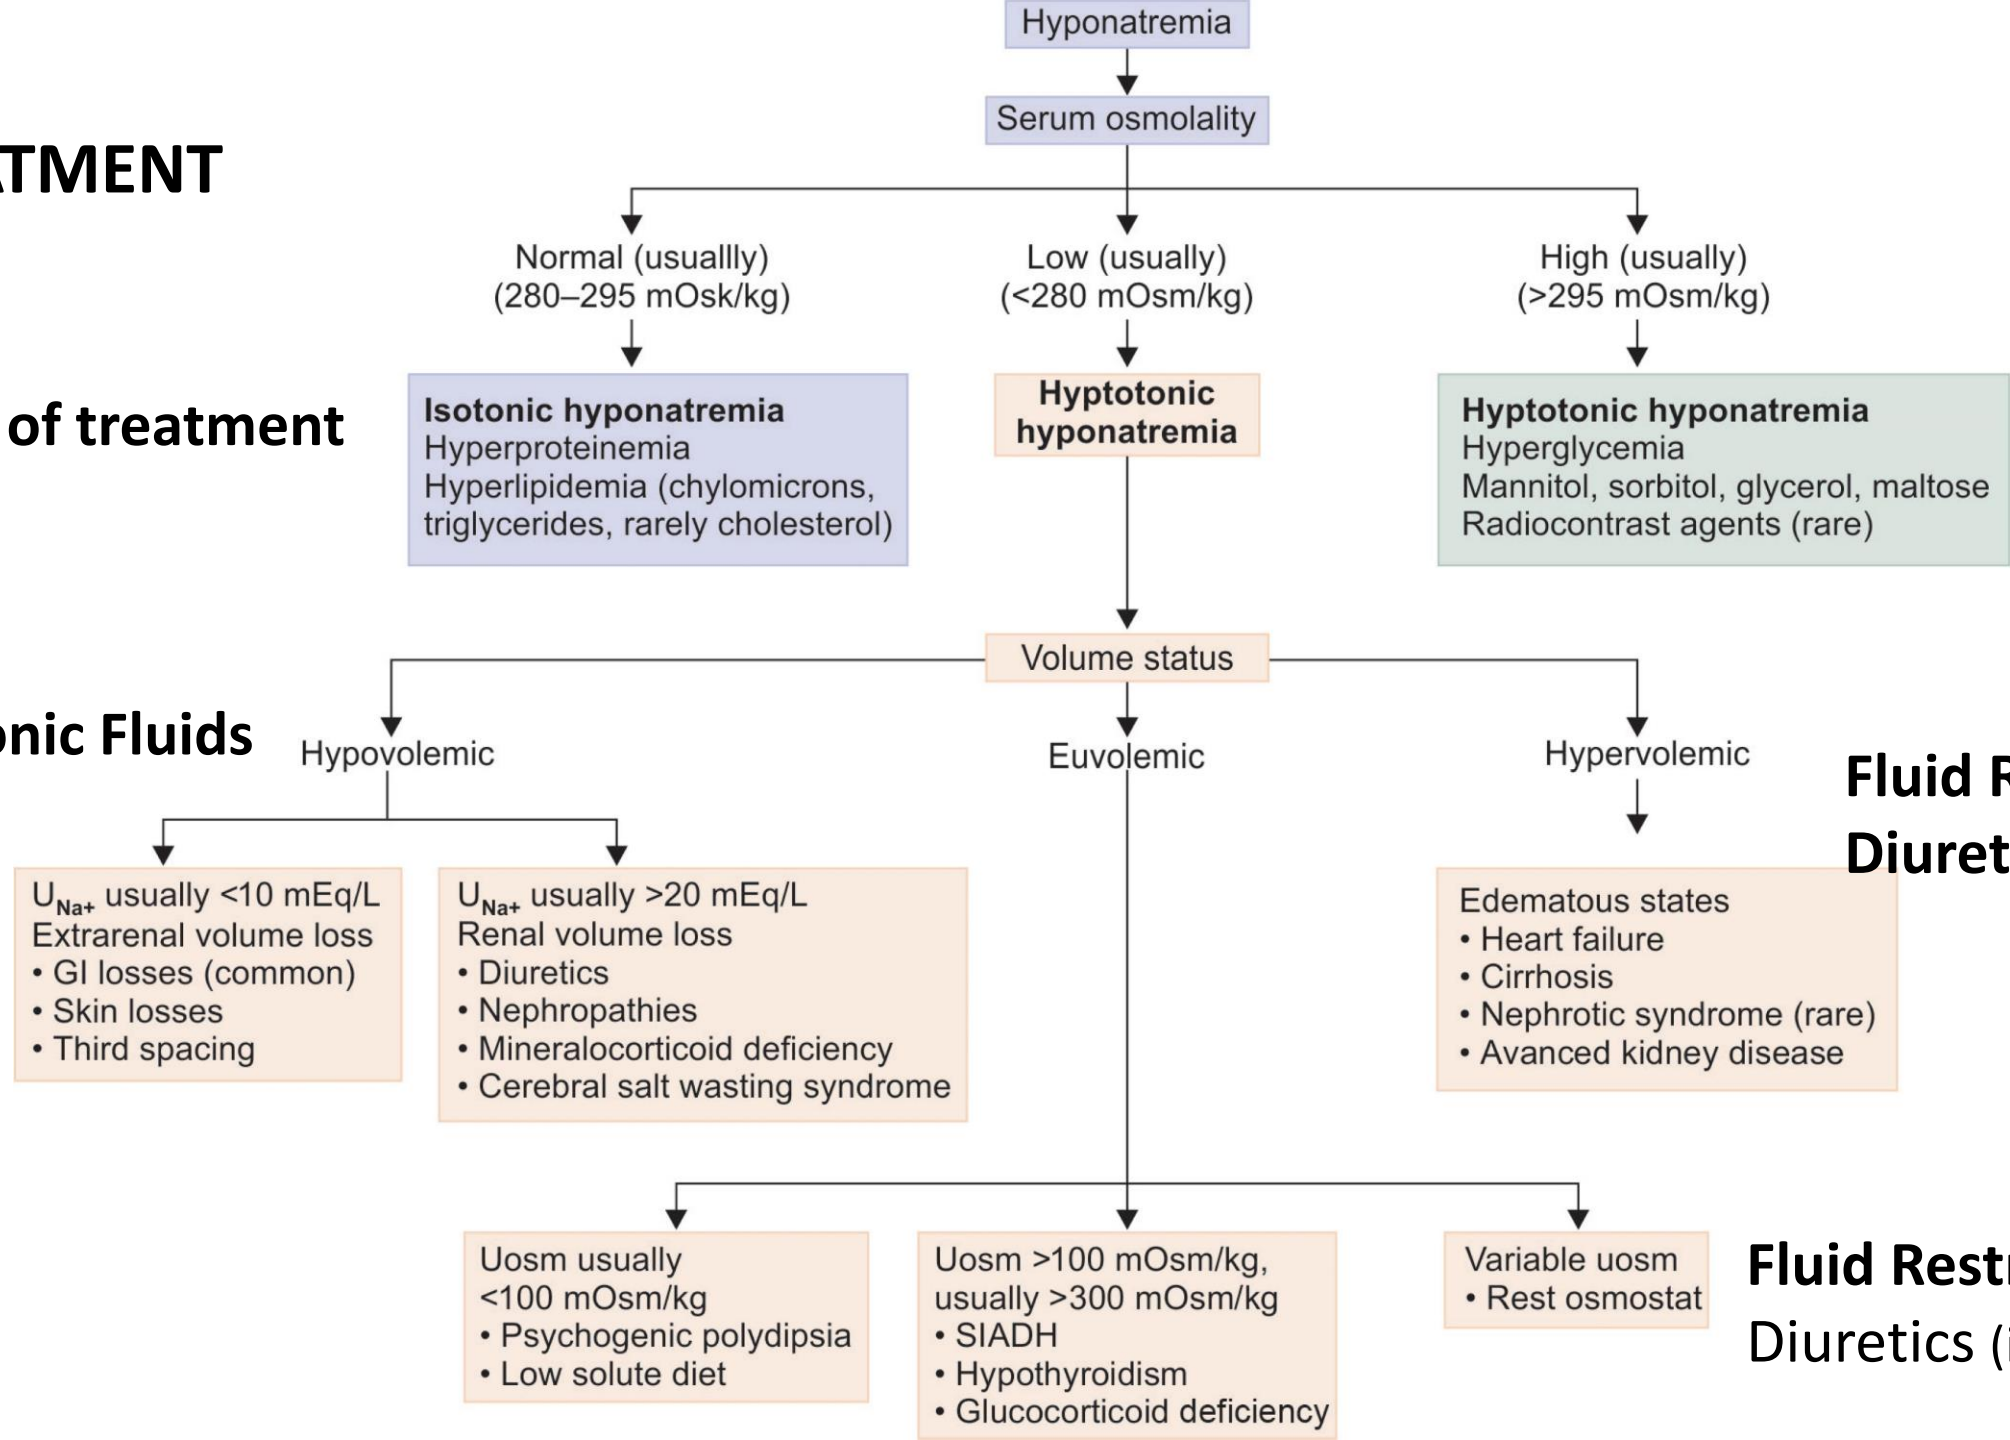 Hyponatremia
Serum osmolality
ATMENT
Normal (usuallly)
(280–295 mOsk/kg)
Low (usually)
(<280 mOsm/kg)
High (usually)
(>295 mOsm/kg)
of treatment
Isotonic hyponatremia
Hyperproteinemia
Hyperlipidemia (chylomicrons,
triglycerides, rarely cholesterol)
Hyptotonic
hyponatremia
Hyptotonic hyponatremia
Hyperglycemia
Mannitol, sorbitol, glycerol, maltose
Radiocontrast agents (rare)
Volume status
onic Fluids
Hypovolemic
Euvolemic
Hypervolemic
Fluid R
Diuret
UNa+ usually <10 mEq/L
Extrarenal volume loss
• GI losses (common)
• Skin losses
• Third spacing
UNa+ usually >20 mEq/L
Renal volume loss
• Diuretics
• Nephropathies
• Mineralocorticoid deficiency
• Cerebral salt wasting syndrome
Edematous states
• Heart failure
• Cirrhosis
• Nephrotic syndrome (rare)
• Avanced kidney disease
Uosm usually
<100 mOsm/kg
• Psychogenic polydipsia
• Low solute diet
Uosm >100 mOsm/kg,
usually >300 mOsm/kg
• SIADH
• Hypothyroidism
• Glucocorticoid deficiency
Variable uosm
• Rest osmostat
Fluid Rest
Diuretics (i